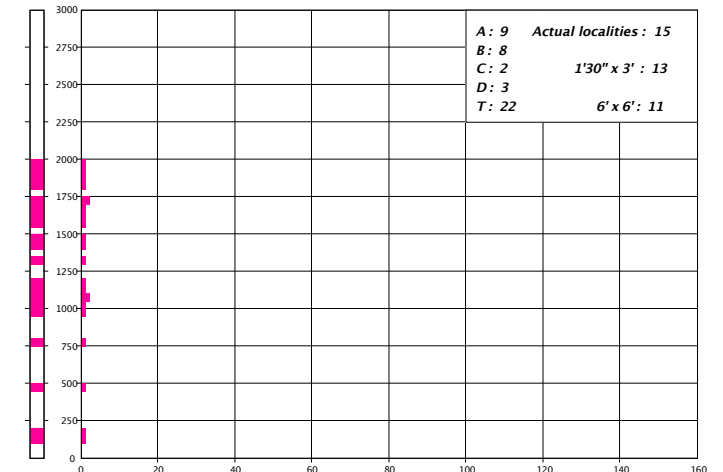 3000
A : 9 Actual localities : 15
2750
B : 8
C : 2 1'30" x 3' : 13
2500
D : 3
T : 22 6' x 6' : 11
2250
2000
1750
1500
1250
1000
750
500
250
0
0 20 40 60 80 100 120 140 160